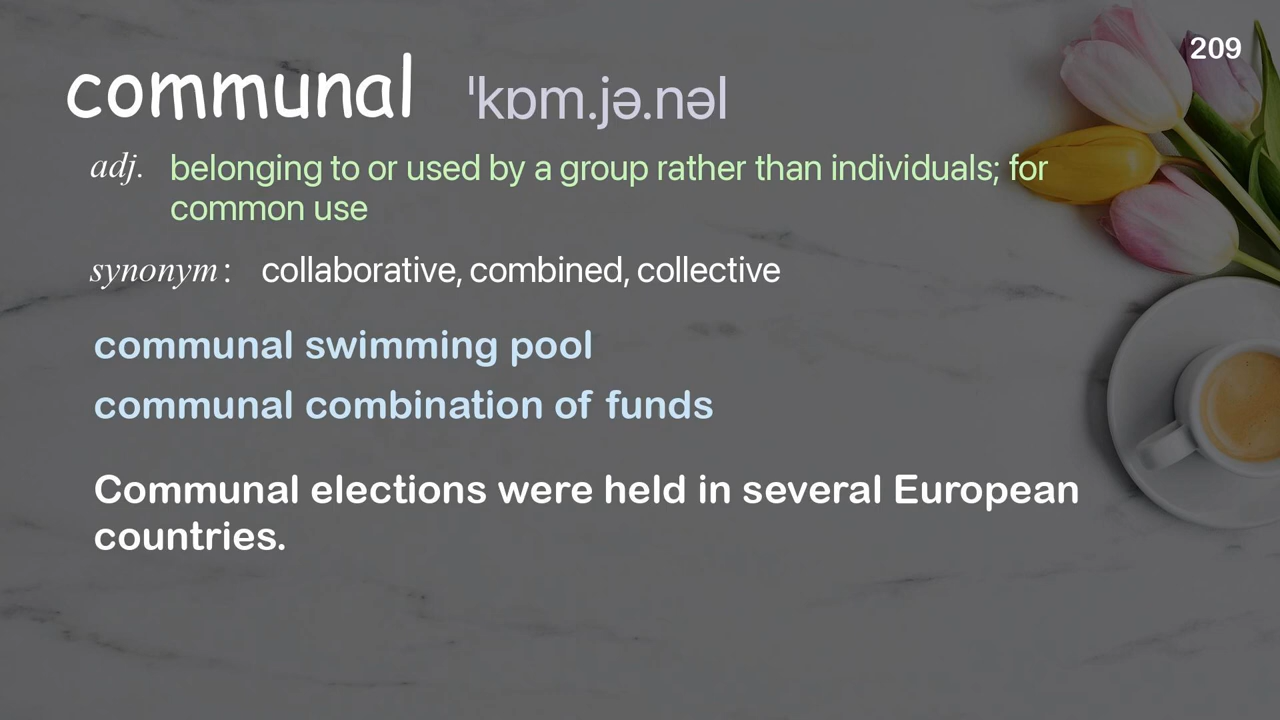 209
communal ˈkɒm.jə.nəl
adj. belonging to or used by a group rather than individuals; for
common use
synonym: collaborative, combined, collective
communal swimming pool
communal combination of funds
Communal elections were held in several European
countries.